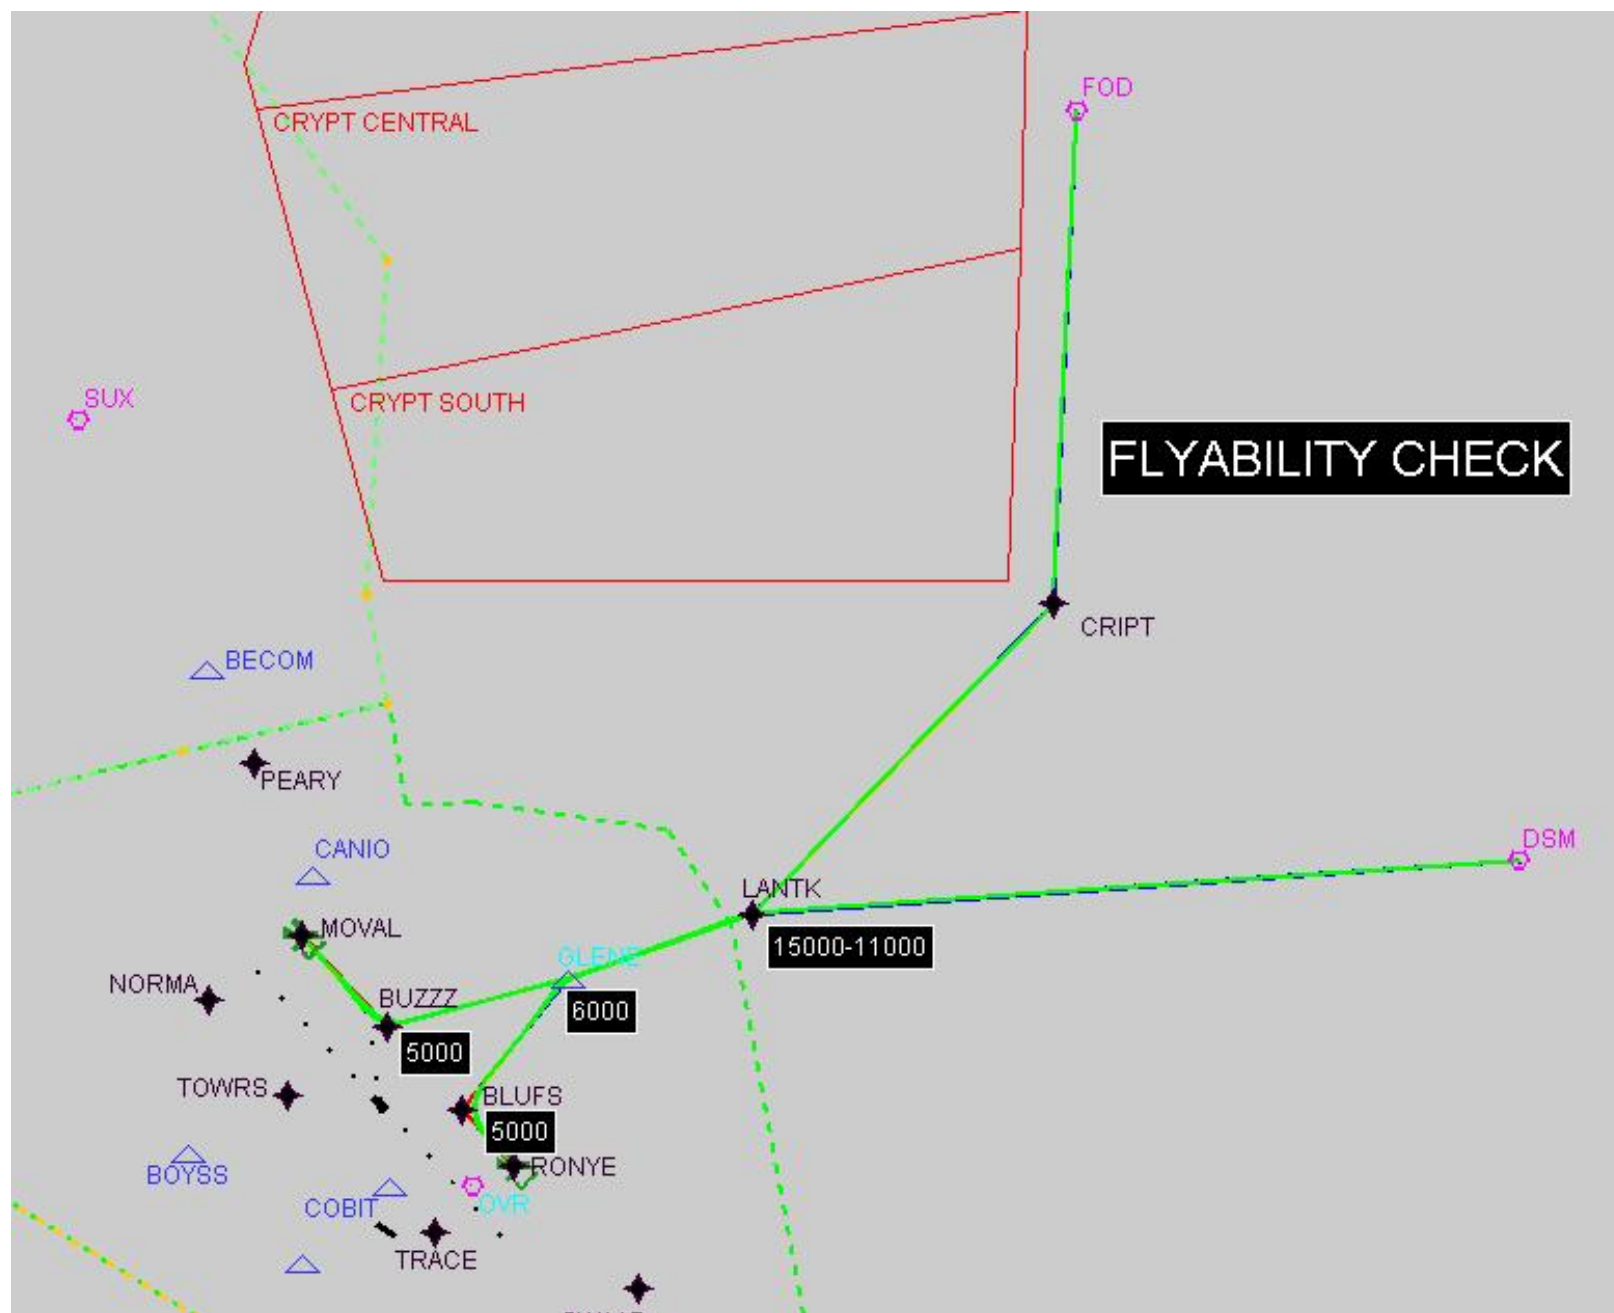 FOD
CRYPT CENTRAL
SUX
CRYPT SOUTH
FLYABILITY CHECK
CRIPT
BECOM
PEARY
DSM
CANIO
LANTK
MOVAL
15000-11000
GLENE
NORMA
BUZZZ
6000
5000
TOWRS
BLUFS
5000
RONYE
BOYSS
OVR
COBIT
TRACE